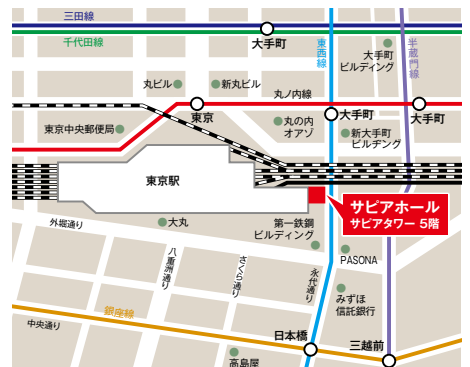 三田線
千代田線
大手町
東西線
大手町
ビルディング
半蔵門線
丸ビル
新丸ビル
丸ノ内線
東京
大手町
大手町
東京中央郵便局
丸の内
オアゾ
新大手町
ビルヂング
東京駅
サピアホール
サピアタワー 5階
外堀通り
大丸
第一鉄鋼
ビルディング
八重洲通り
さくら通り
永代通り
PASONA
みずほ
信託銀行
銀座線
中央通り
日本橋
三越前
高島屋